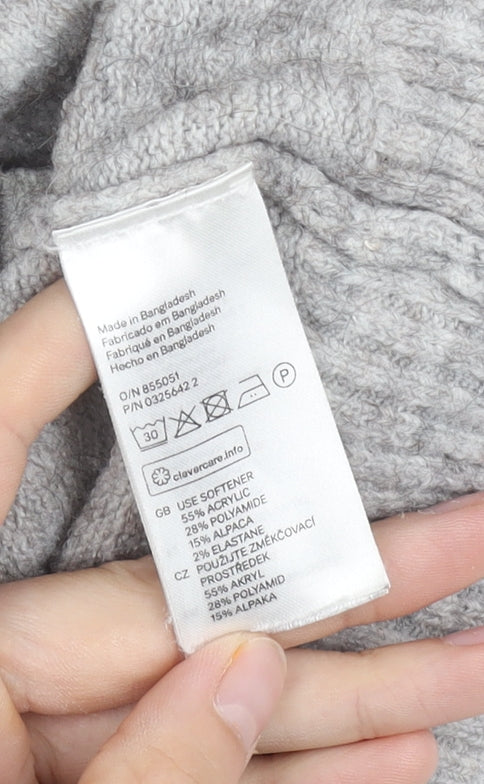 Made in Bangladesh
Fabricado em Bangladesh
Fabriqué en Bangladesh
Hecho en Bangladesh
O/N 855051
P/N 0325642 2
30 P
clevercare.info
GB USE SOFTENER
55% ACRYLIC
28% POLYAMIDE
15% ALPACA
2% ELASTANE
CZ POUŽIJTE ZMĚKČOVACÍ
PROSTŘEDEK
55% AKRYL
28% POLYAMID
15% ALPAKA